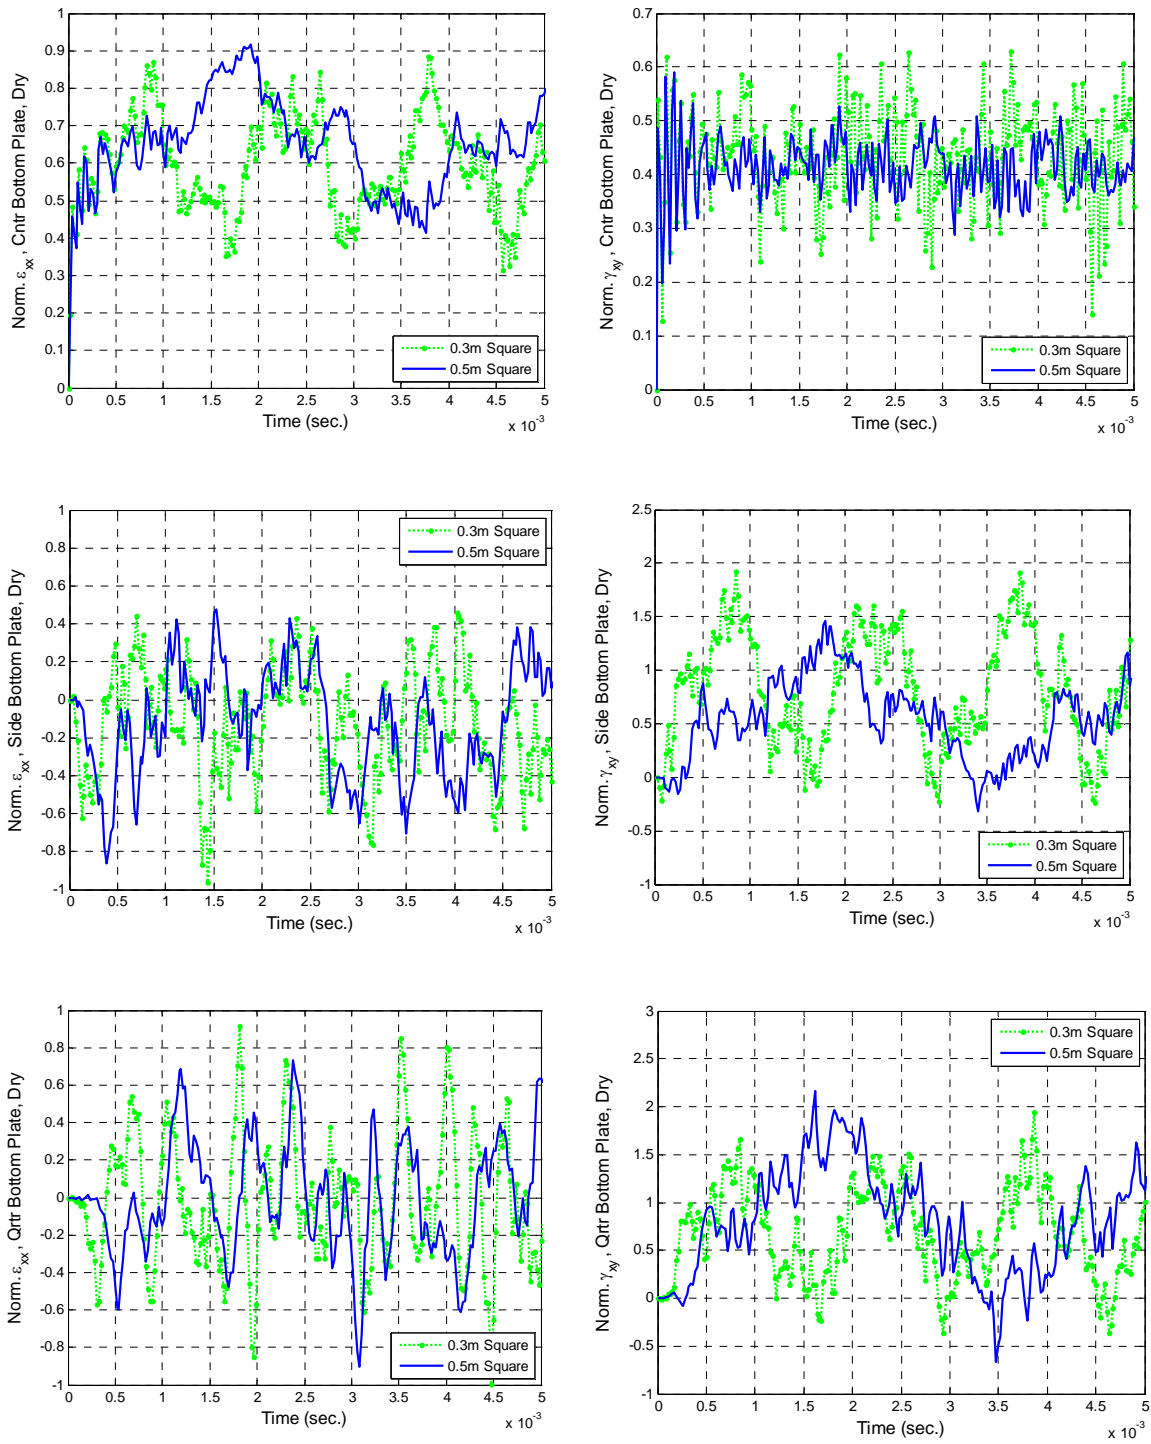 1
0.9
0.8
0.7
0.6
0.5
0.4
0.3
0.2
0.1
0
Norm. ε_xx, Cntr Bottom Plate, Dry
0.3m Square
0.5m Square
0 0.5 1 1.5 2 2.5 3 3.5 4 4.5 5
Time (sec.)
x 10^-3
0.7
0.6
0.5
0.4
0.3
0.2
0.1
0
Norm. γ_xy, Cntr Bottom Plate, Dry
0.3m Square
0.5m Square
0 0.5 1 1.5 2 2.5 3 3.5 4 4.5 5
Time (sec.)
x 10^-3
1
0.8
0.6
0.4
0.2
0
-0.2
-0.4
-0.6
-0.8
-1
Norm. ε_xx, Side Bottom Plate, Dry
0.3m Square
0.5m Square
0 0.5 1 1.5 2 2.5 3 3.5 4 4.5 5
Time (sec.)
x 10^-3
2.5
2
1.5
1
0.5
0
-0.5
-1
Norm. γ_xy, Side Bottom Plate, Dry
0.3m Square
0.5m Square
0 0.5 1 1.5 2 2.5 3 3.5 4 4.5 5
Time (sec.)
x 10^-3
1
0.8
0.6
0.4
0.2
0
-0.2
-0.4
-0.6
-0.8
-1
Norm. ε_xx, Qrtr Bottom Plate, Dry
0.3m Square
0.5m Square
0 0.5 1 1.5 2 2.5 3 3.5 4 4.5 5
Time (sec.)
x 10^-3
3
2.5
2
1.5
1
0.5
0
-0.5
-1
Norm. γ_xy, Qrtr Bottom Plate, Dry
0.3m Square
0.5m Square
0 0.5 1 1.5 2 2.5 3 3.5 4 4.5 5
Time (sec.)
x 10^-3